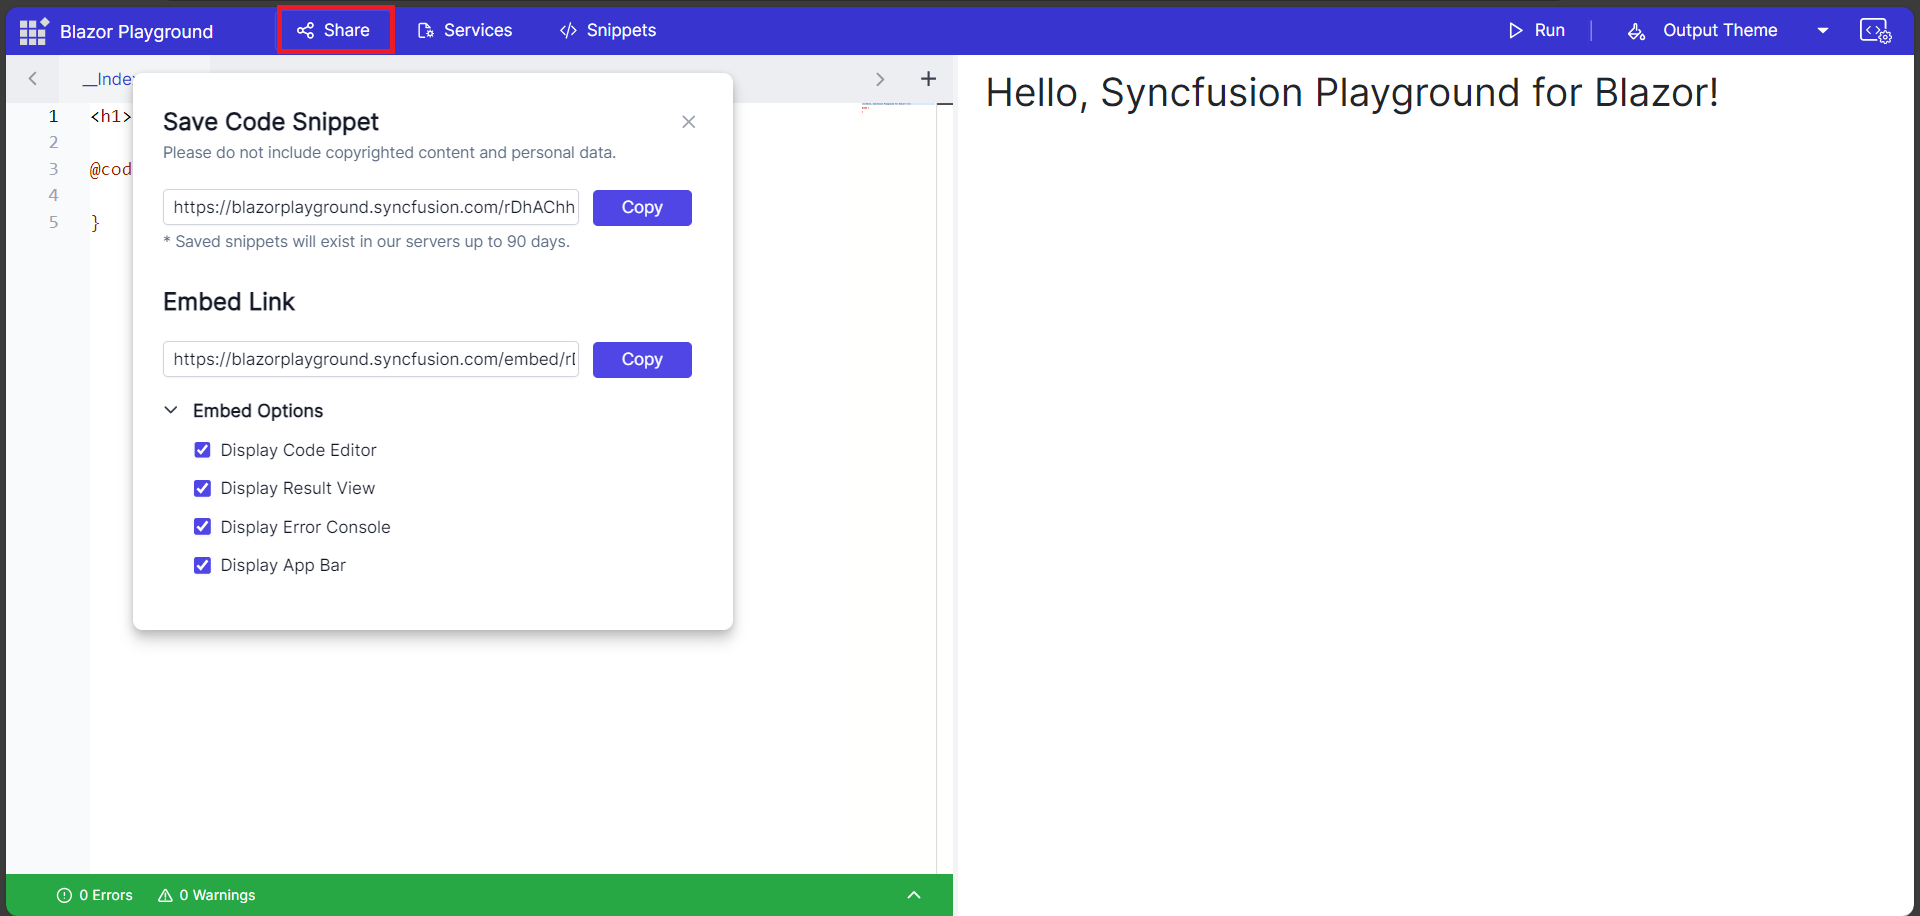 Blazor Playground
Share
Services
Snippets
Run
Output Theme
__Index
1 <h1>
2
3 @cod
4
5 }
Save Code Snippet
Please do not include copyrighted content and personal data.
https://blazorplayground.syncfusion.com/rDhAChh
Copy
* Saved snippets will exist in our servers up to 90 days.
Embed Link
https://blazorplayground.syncfusion.com/embed/rD
Copy
Embed Options
Display Code Editor
Display Result View
Display Error Console
Display App Bar
Hello, Syncfusion Playground for Blazor!
0 Errors
0 Warnings